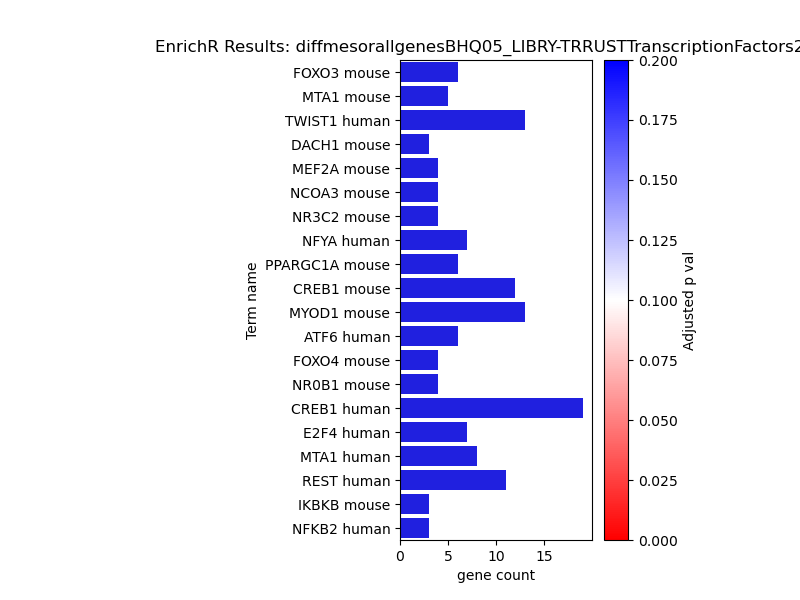 EnrichR Results: diffmesorallgenesBHQ05_LIBRY-TRRUSTTranscriptionFactors2
FOXO3 mouse
MTA1 mouse
TWIST1 human
DACH1 mouse
MEF2A mouse
NCOA3 mouse
NR3C2 mouse
NFYA human
PPARGC1A mouse
CREB1 mouse
MYOD1 mouse
ATF6 human
FOXO4 mouse
NR0B1 mouse
CREB1 human
E2F4 human
MTA1 human
REST human
IKBKB mouse
NFKB2 human
Term name
0 5 10 15
gene count
0.200
0.175
0.150
0.125
0.100
0.075
0.050
0.025
0.000
Adjusted p val